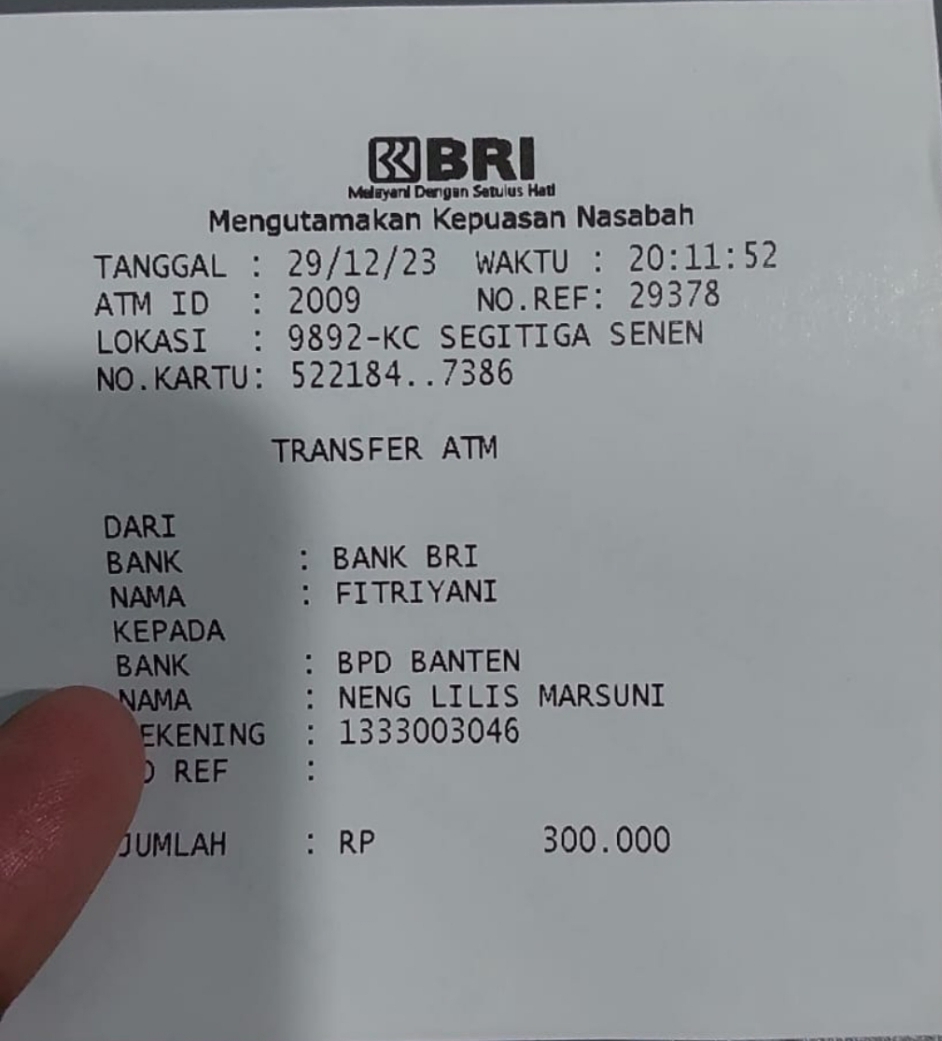 BRI
Melayani Dengan Setulus Hati
Mengutamakan Kepuasan Nasabah
TANGGAL : 29/12/23 WAKTU : 20:11:52
ATM ID : 2009 NO.REF: 29378
LOKASI : 9892-KC SEGITIGA SENEN
NO.KARTU: 522184..7386
TRANSFER ATM
DARI
BANK : BANK BRI
NAMA : FITRIYANI
KEPADA
BANK : BPD BANTEN
NAMA : NENG LILIS MARSUNI
EKENING : 1333003046
REF :
JUMLAH : RP 300.000